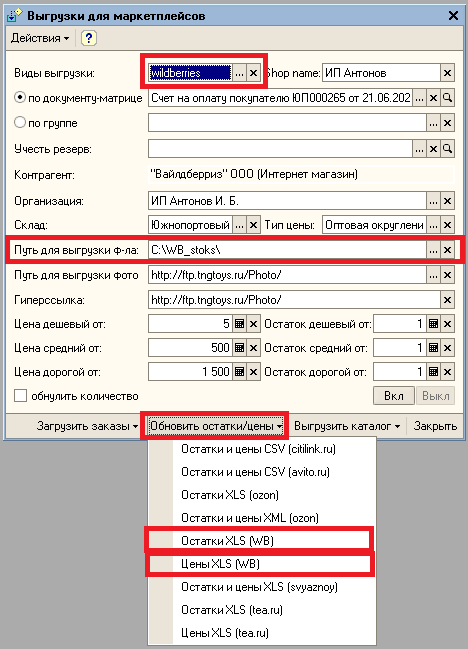 Выгрузки для маркетплейсов
Действия
?
Виды выгрузки: wildberries ... Shop name: ИП Антонов
по документу-матрице Счет на оплату покупателю ЮП000265 от 21.06.202 ...
по группе ...
Учесть резерв: ...
Контрагент: "Вайлдберриз" ООО (Интернет магазин)
Организация: ИП Антонов И. Б. ...
Склад: Южнопортовый ... Тип цены: Оптовая округлени ...
Путь для выгрузки ф-ла: C:\WB_stoks\ ...
Путь для выгрузки фото http://ftp.tngtoys.ru/Photo/ ...
Гиперссылка: http://ftp.tngtoys.ru/Photo/
Цена дешевый от: 5 Остаток дешевый от: 1
Цена средний от: 500 Остаток средний от: 1
Цена дорогой от: 1 500 Остаток дорогой от: 1
обнулить количество Вкл Выкл
Загрузить заказы Обновить остатки/цены Выгрузить каталог Закрыть
Остатки и цены CSV (citilink.ru)
Остатки и цены CSV (avito.ru)
Остатки XLS (ozon)
Остатки и цены XML (ozon)
Остатки XLS (WB)
Цены XLS (WB)
Остатки и цены XLS (svyaznoy)
Остатки XLS (tea.ru)
Цены XLS (tea.ru)